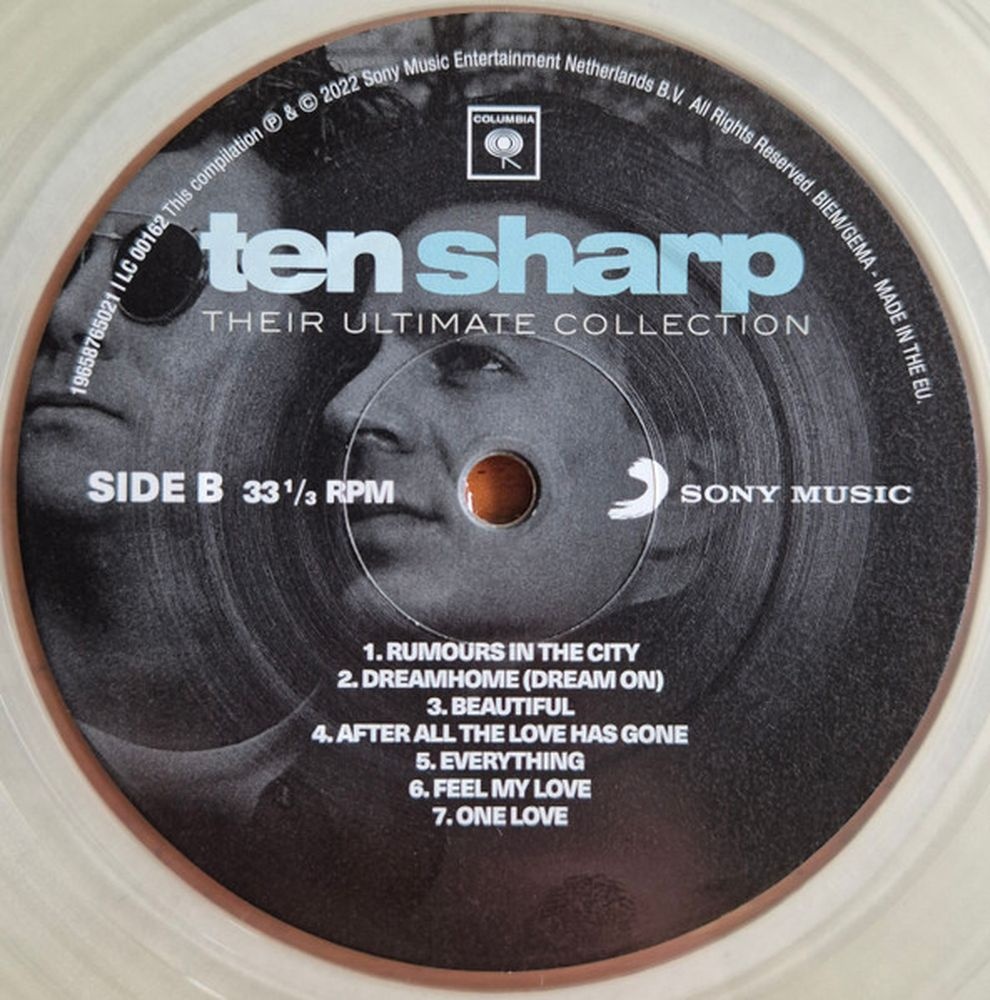 19658765021 I LC 00162 This compilation ℗ & © 2022 Sony Music Entertainment Netherlands B.V. All Rights Reserved. BIEM/GEMA - MADE IN THE EU.
COLUMBIA
ten sharp
THEIR ULTIMATE COLLECTION
SIDE B 33 1/3 RPM
SONY MUSIC
1. RUMOURS IN THE CITY
2. DREAMHOME (DREAM ON)
3. BEAUTIFUL
4. AFTER ALL THE LOVE HAS GONE
5. EVERYTHING
6. FEEL MY LOVE
7. ONE LOVE